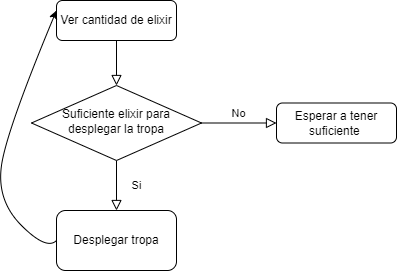 Ver cantidad de elixir
Suficiente elixir para
desplegar la tropa
No
Esperar a tener
suficiente
Si
Desplegar tropa